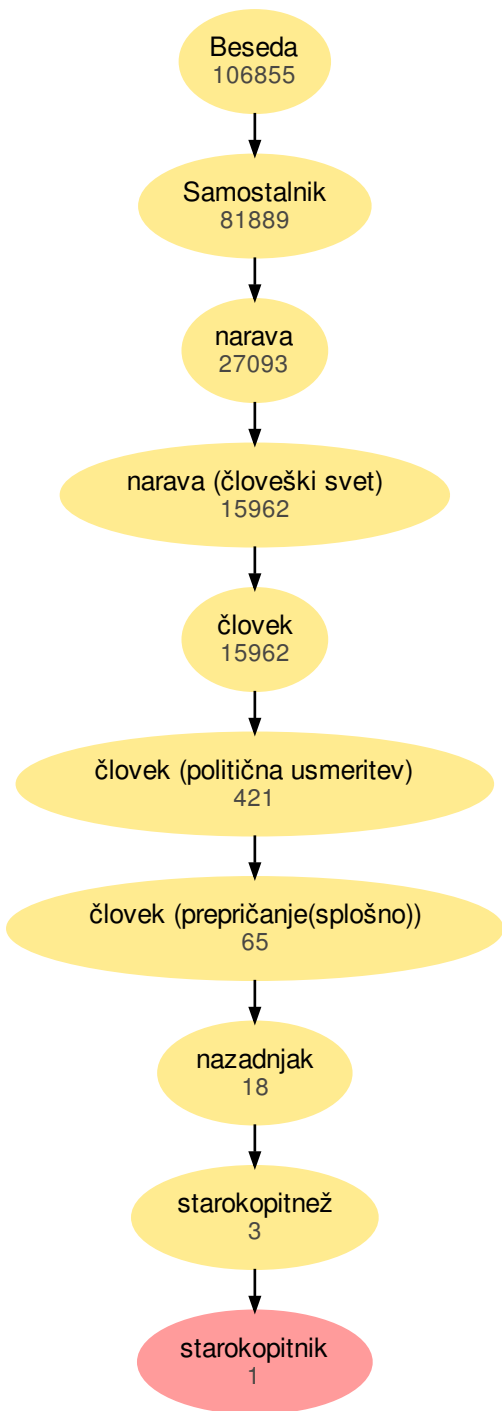 Beseda
106855
Samostalnik
81889
narava
27093
narava (človeški svet)
15962
človek
15962
človek (politična usmeritev)
421
človek (prepričanje(splošno))
65
nazadnjak
18
starokopitnež
3
starokopitnik
1